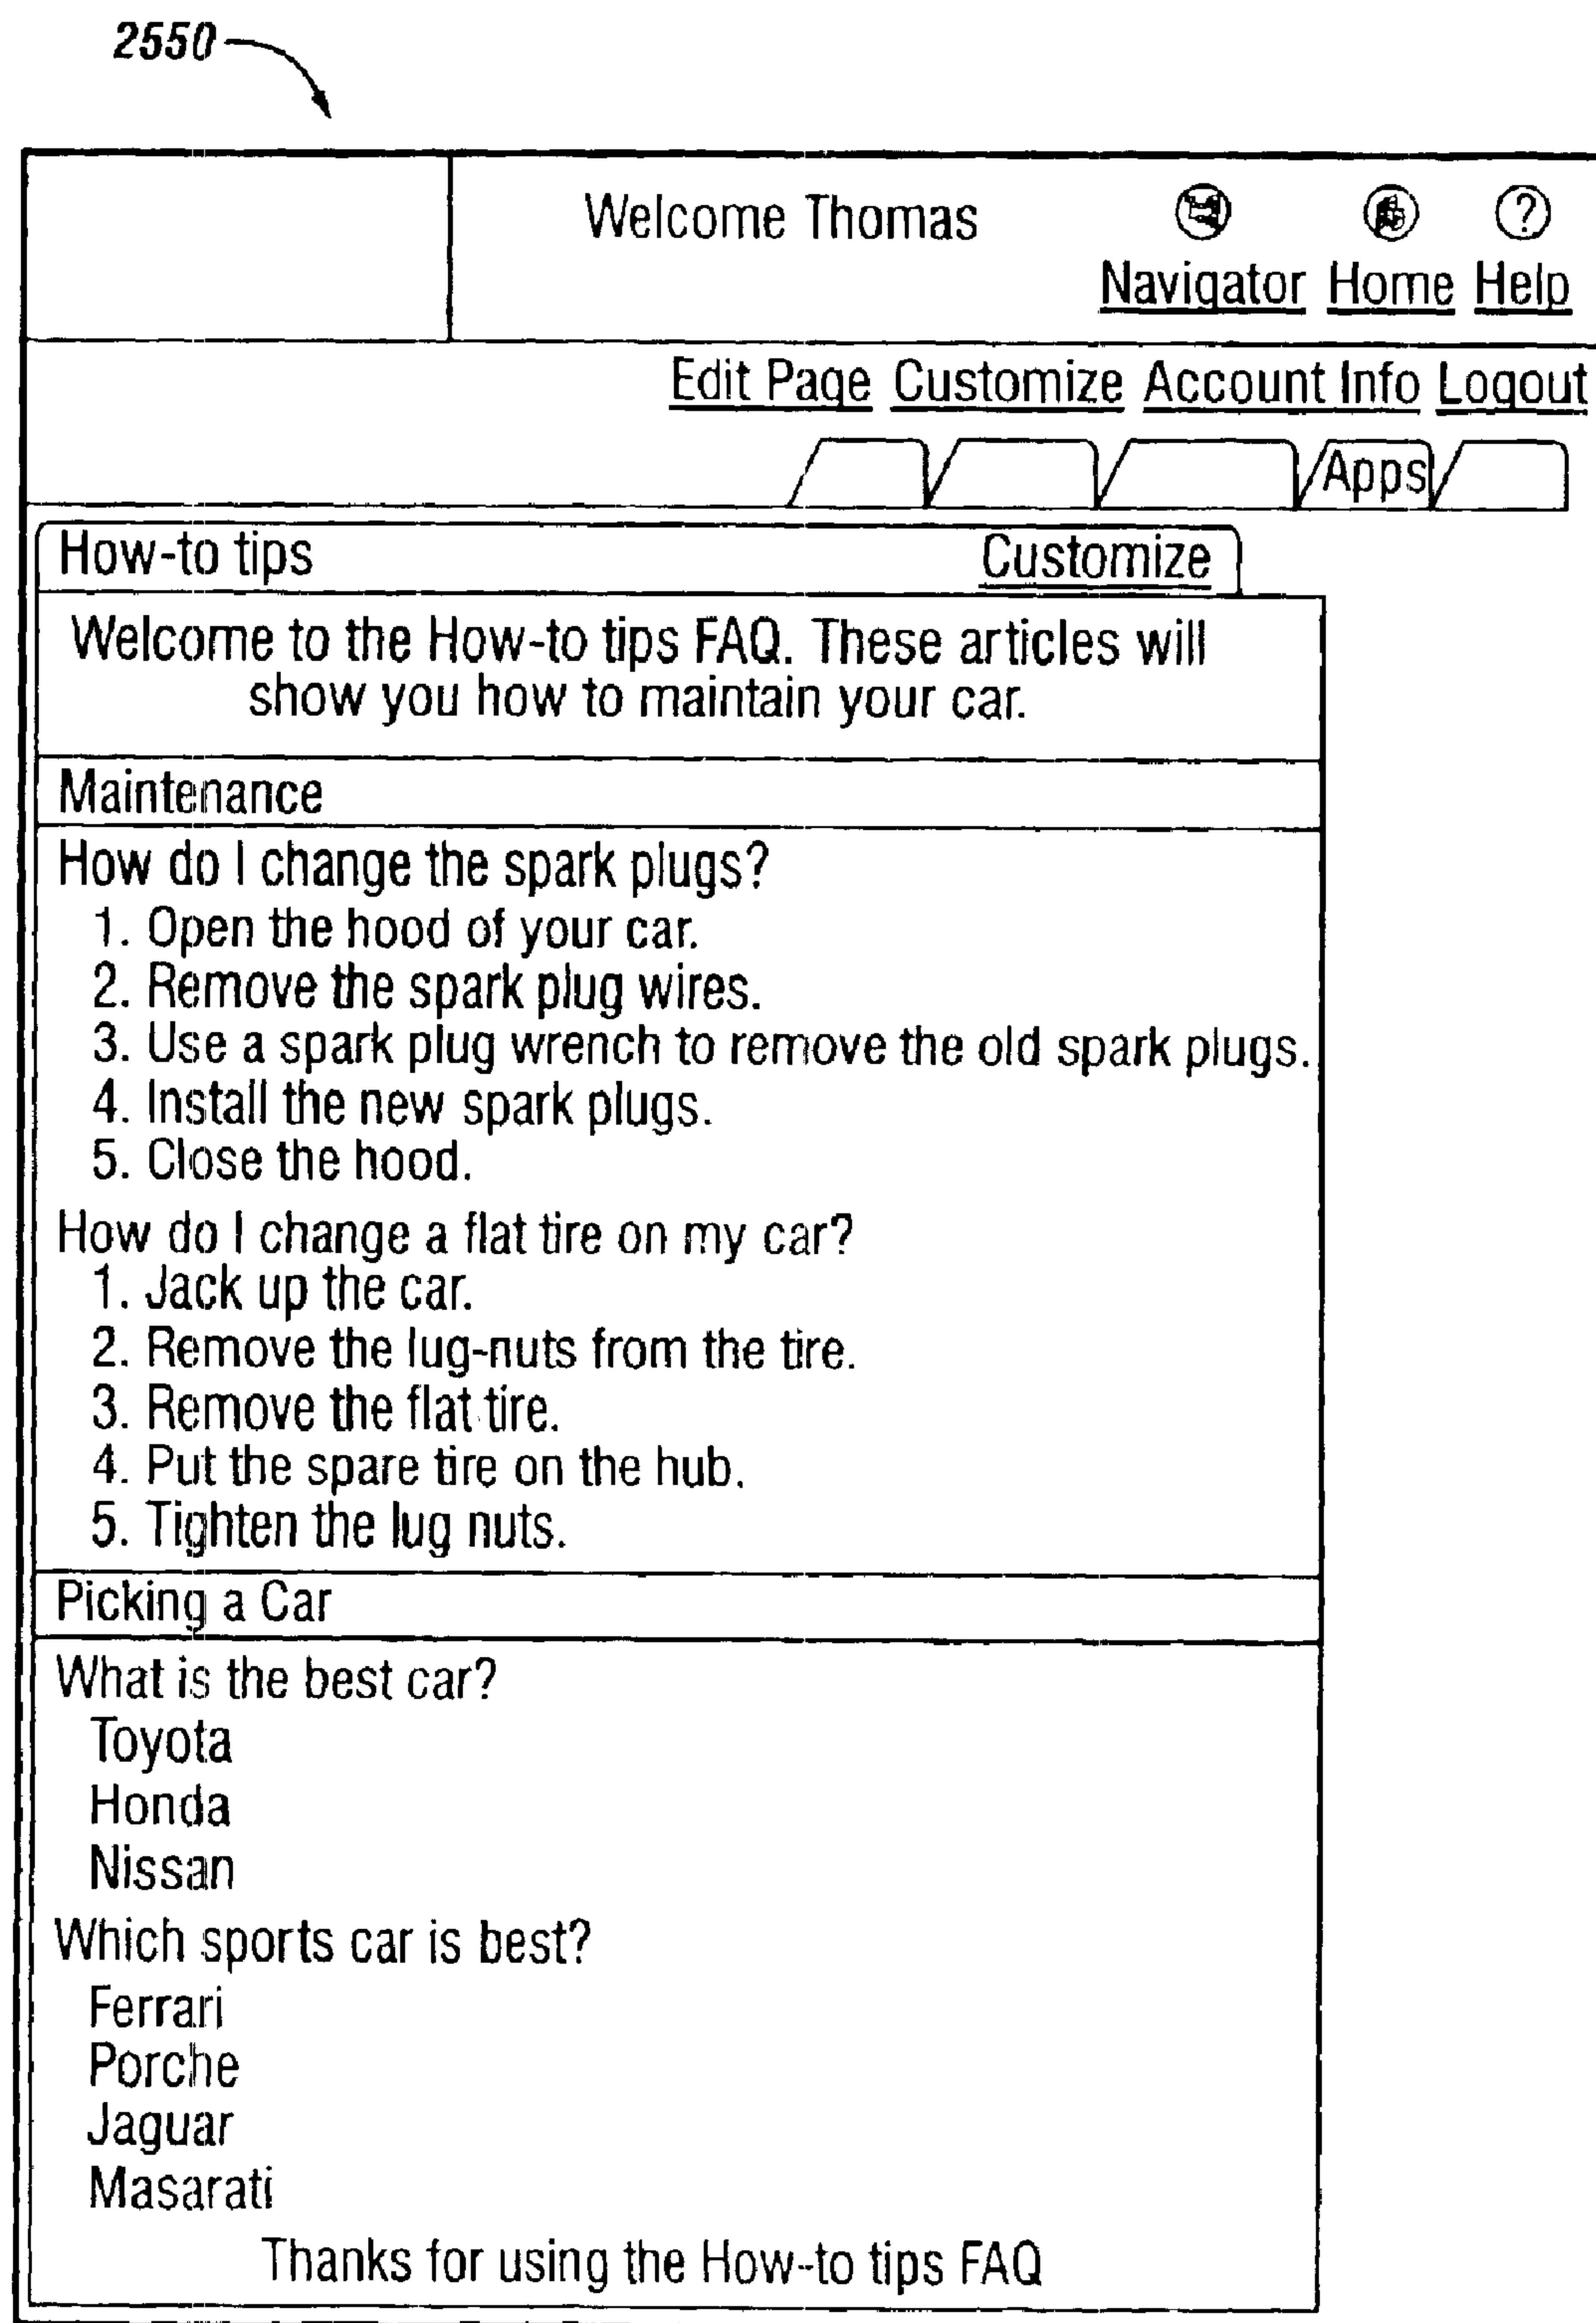 2550
Welcome Thomas
?
Navigator Home Help
Edit Page Customize Account Info Logout
Apps
How-to tips Customize
Welcome to the How-to tips FAQ. These articles will
show you how to maintain your car.
Maintenance
How do I change the spark plugs?
1. Open the hood of your car.
2. Remove the spark plug wires.
3. Use a spark plug wrench to remove the old spark plugs.
4. Install the new spark plugs.
5. Close the hood.
How do I change a flat tire on my car?
1. Jack up the car.
2. Remove the lug-nuts from the tire.
3. Remove the flat tire.
4. Put the spare tire on the hub.
5. Tighten the lug nuts.
Picking a Car
What is the best car?
Toyota
Honda
Nissan
Which sports car is best?
Ferrari
Porche
Jaguar
Masarati
Thanks for using the How-to tips FAQ